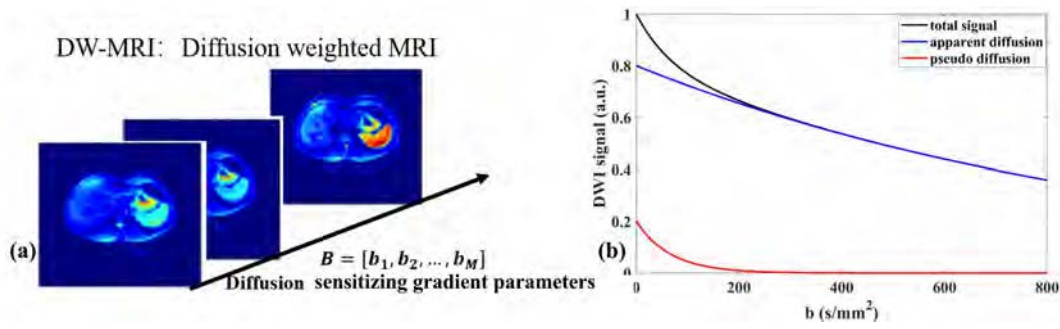 DW-MRI: Diffusion weighted MRI
(a)
B = [b₁, b₂, ..., b_M]
Diffusion sensitizing gradient parameters
1
0.8
0.6
0.4
0.2
0
DWI signal (a.u.)
total signal
apparent diffusion
pseudo diffusion
(b)
0
200
400
600
800
b (s/mm²)